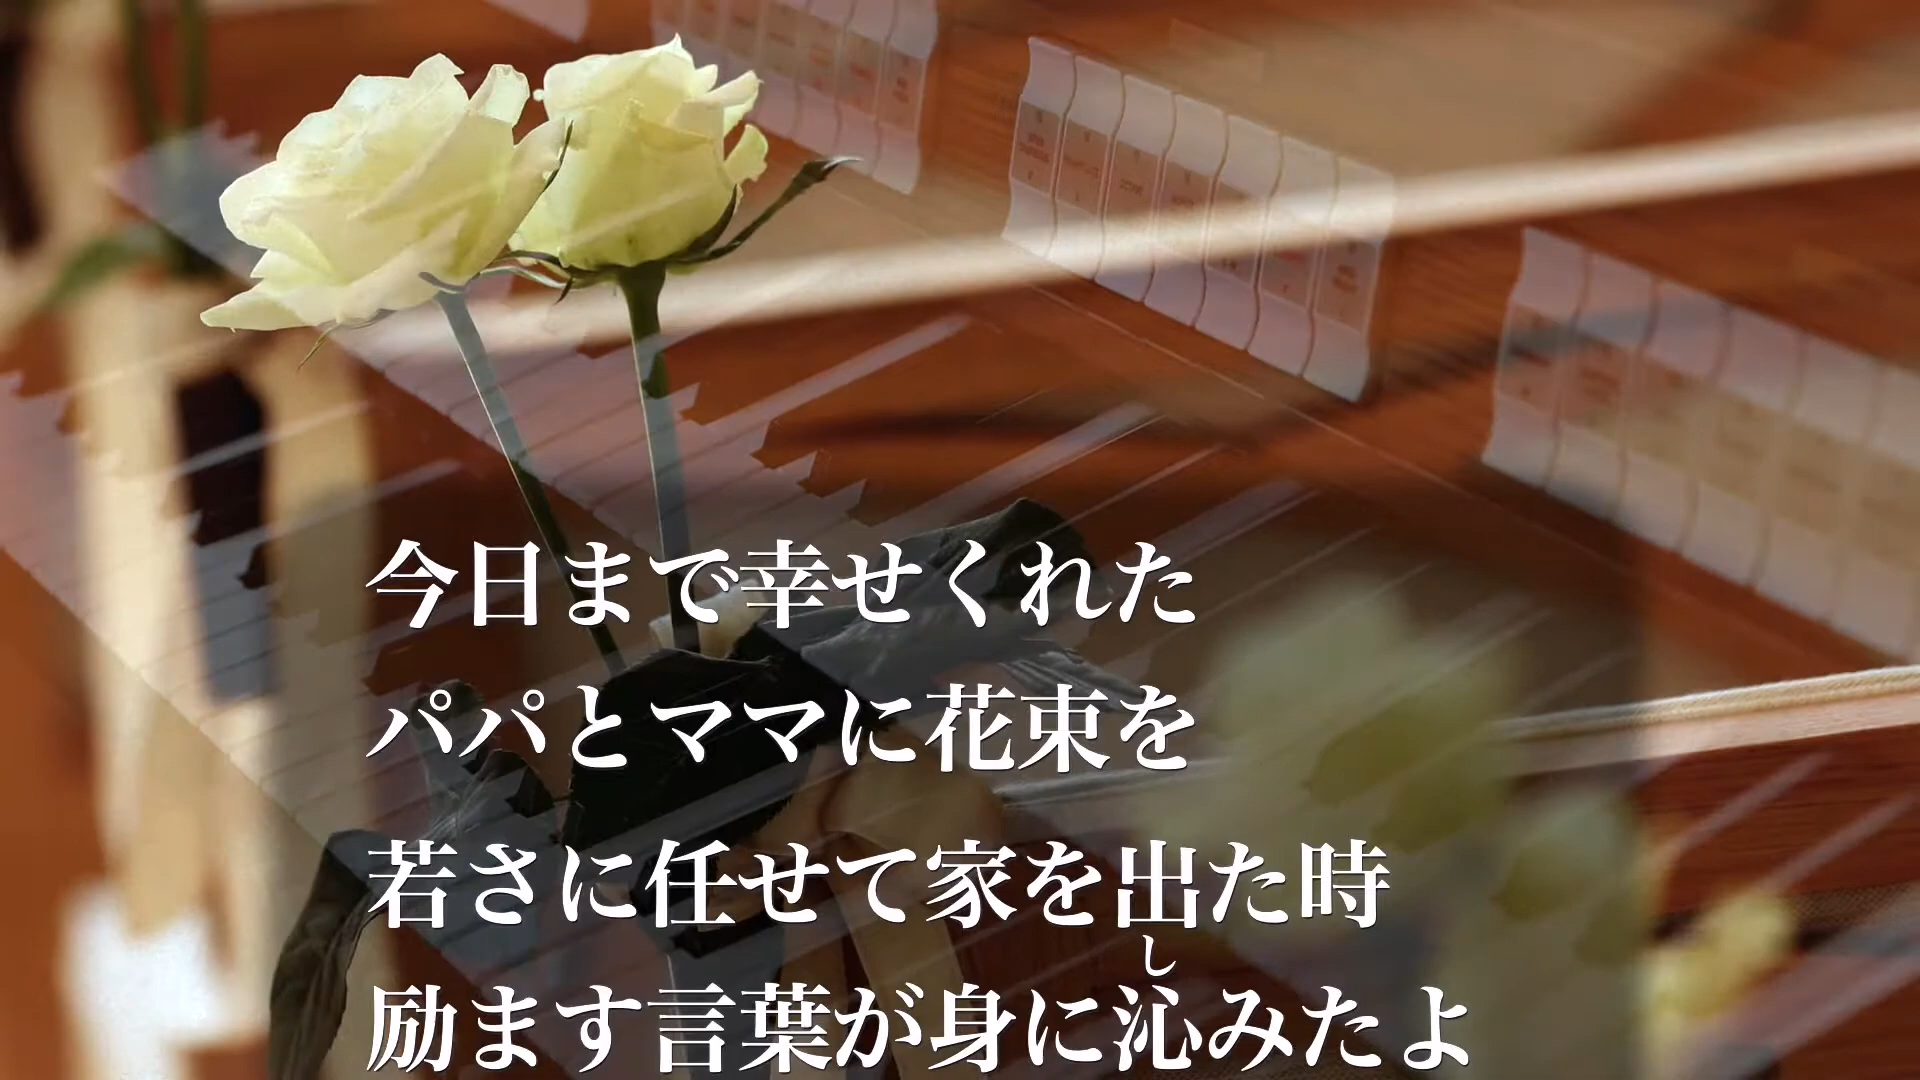 今日まで幸せくれた
パパとママに花束を
若さに任せて家を出た時
し
励ます言葉が身に沁みたよ